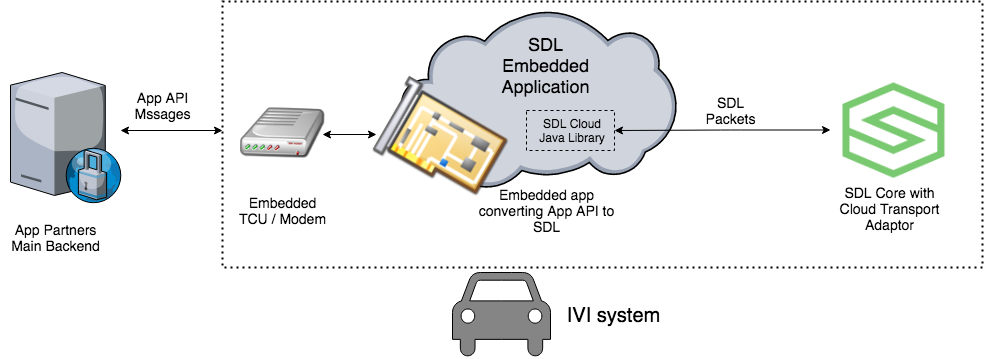 SDL
Embedded
Application
App API
Mssages
SDL Cloud
Java Library
SDL
Packets
Embedded
TCU / Modem
Embedded app
converting App API to
SDL
SDL Core with
Cloud Transport
Adaptor
App Partners
Main Backend
IVI system